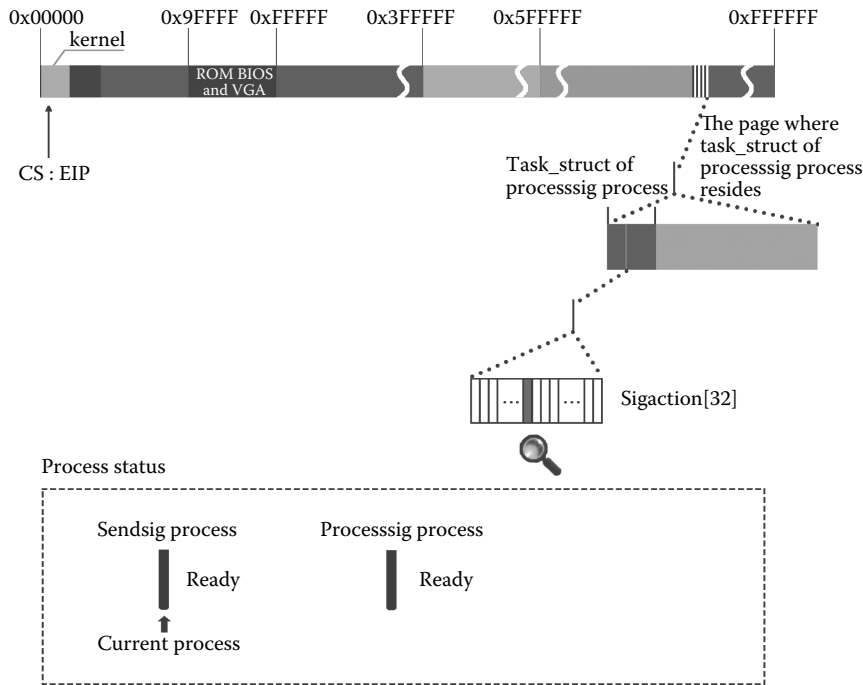 0x00000 0x9FFFF 0xFFFFF 0x3FFFFF 0x5FFFFF 0xFFFFFF
kernel
ROM BIOS
and VGA
CS : EIP
The page where
task_struct of
processsig process
resides
Task_struct of
processsig process
... ...
Sigaction[32]
Process status
Sendsig process Processsig process
Ready Ready
Current process